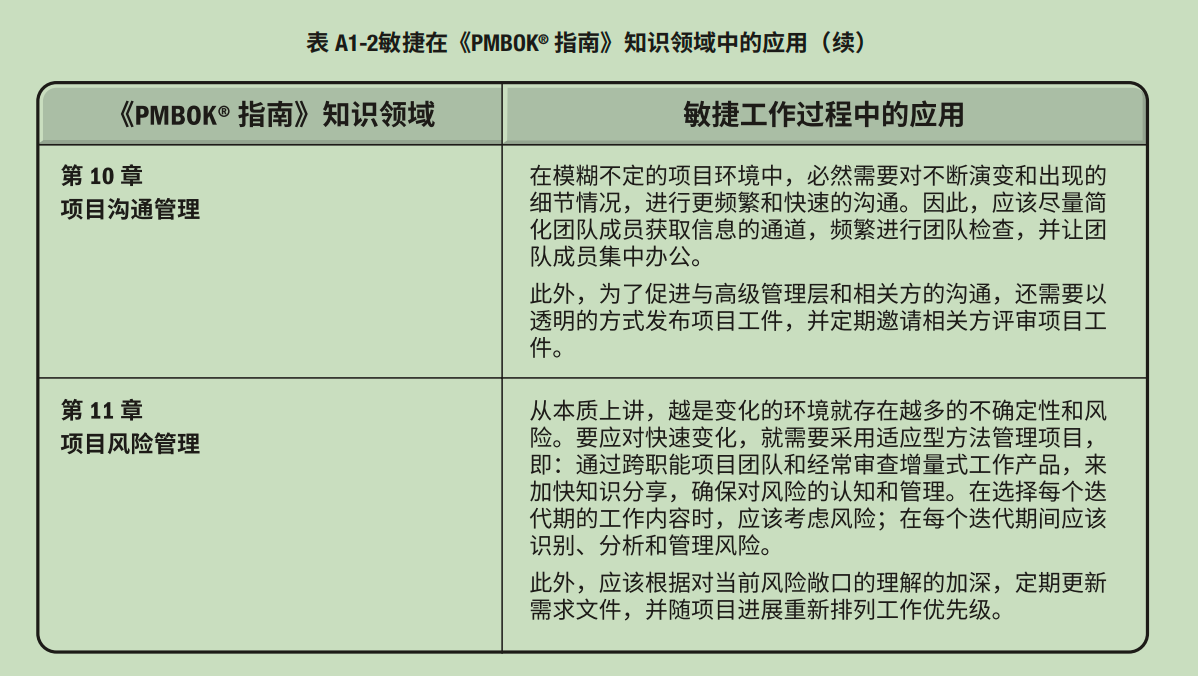 表 A1-2敏捷在《PMBOK® 指南》知识领域中的应用（续）
《PMBOK® 指南》知识领域
敏捷工作过程中的应用
第 10 章
项目沟通管理
在模糊不定的项目环境中，必然需要对不断演变和出现的
细节情况，进行更频繁和快速的沟通。因此，应该尽量简
化团队成员获取信息的通道，频繁进行团队检查，并让团
队成员集中办公。
此外，为了促进与高级管理层和相关方的沟通，还需要以
透明的方式发布项目工件，并定期邀请相关方评审项目工
件。
第 11 章
项目风险管理
从本质上讲，越是变化的环境就存在越多的不确定性和风
险。要应对快速变化，就需要采用适应型方法管理项目，
即：通过跨职能项目团队和经常审查增量式工作产品，来
加快知识分享，确保对风险的认知和管理。在选择每个迭
代期的工作内容时，应该考虑风险；在每个迭代期间应该
识别、分析和管理风险。
此外，应该根据对当前风险敞口的理解的加深，定期更新
需求文件，并随项目进展重新排列工作优先级。